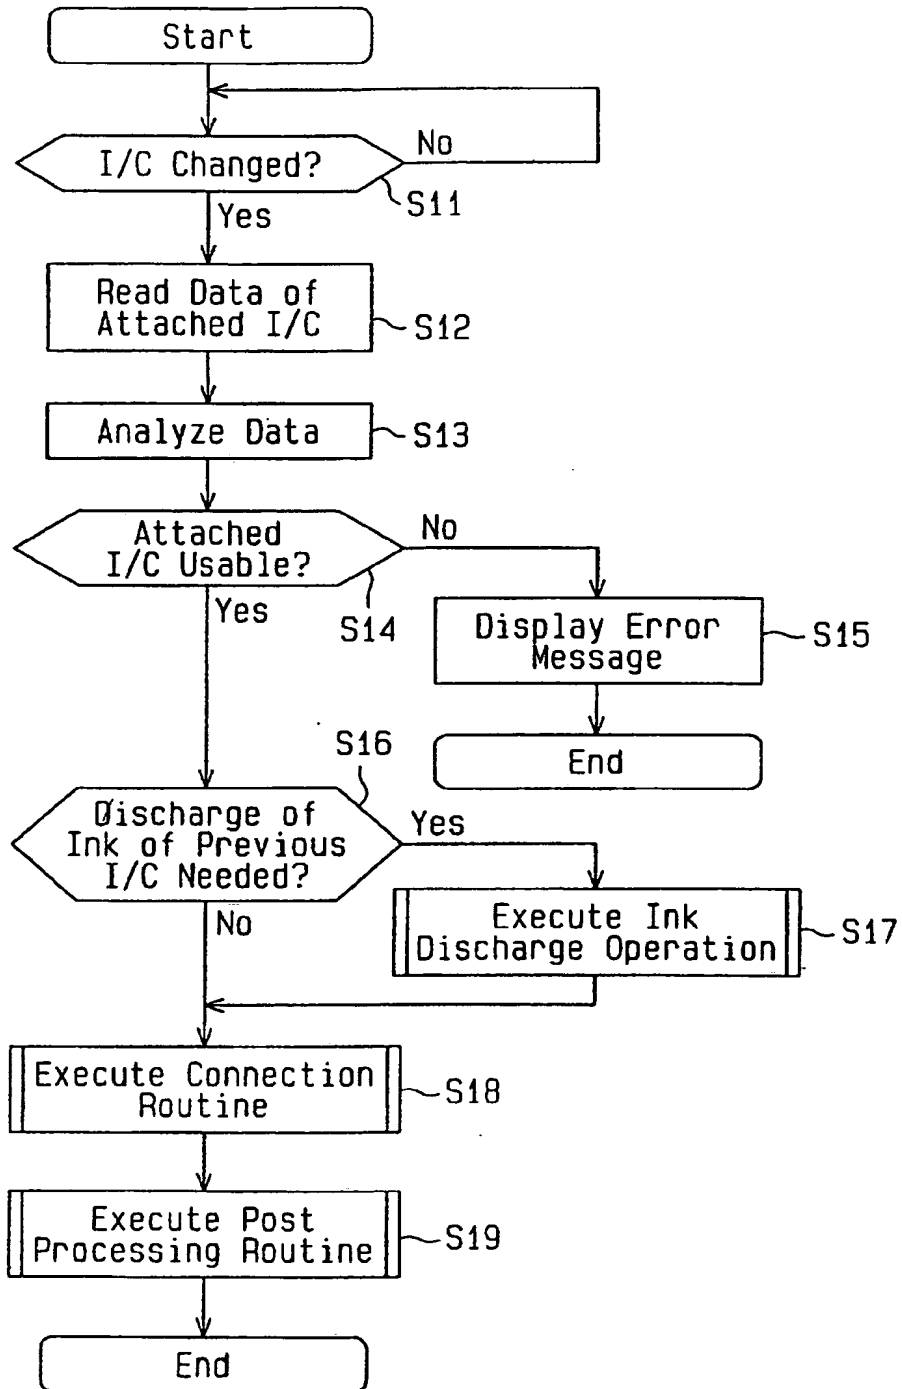 Start
I/C Changed?
No
S11
Yes
Read Data of
Attached I/C
S12
Analyze Data
S13
Attached
I/C Usable?
No
S14
Yes
Display Error
Message
S15
End
S16
Discharge of
Ink of Previous
I/C Needed?
Yes
No
Execute Ink
Discharge Operation
S17
Execute Connection
Routine
S18
Execute Post
Processing Routine
S19
End